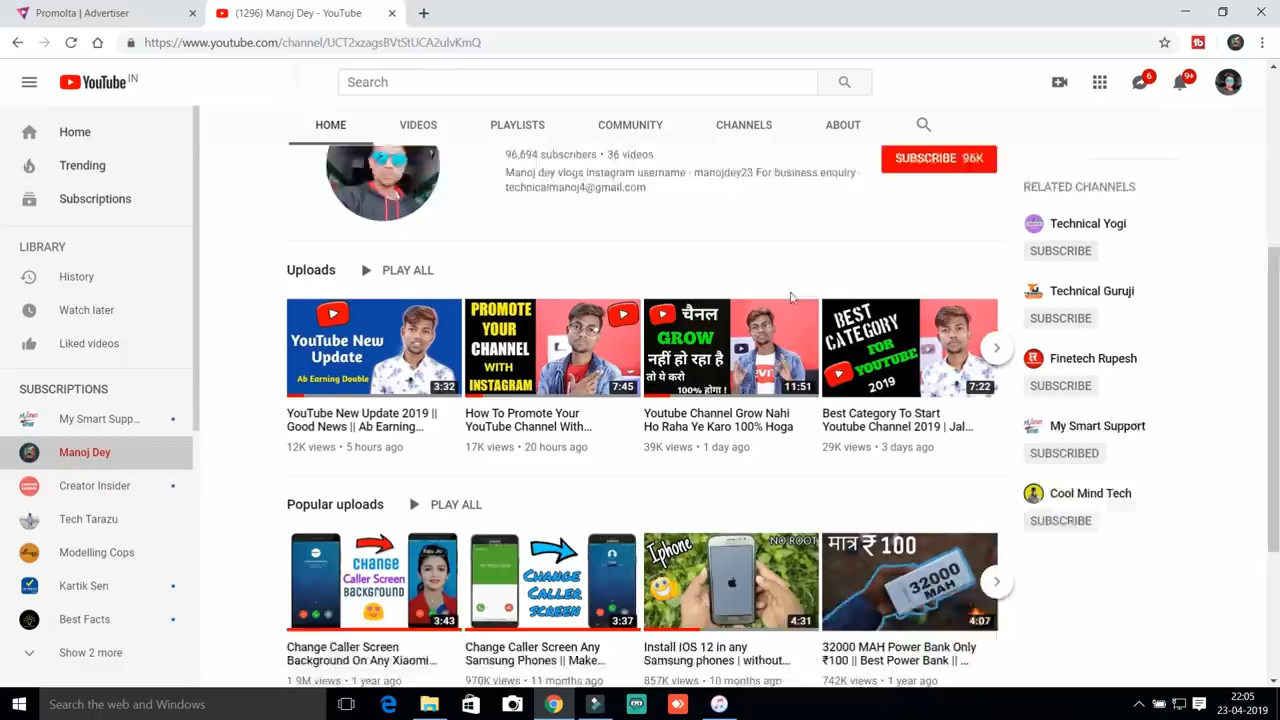 Promolta | Advertiser
(1296) Manoj Dey - YouTube
https://www.youtube.com/channel/UCT2xzagsBVtStUCA2ulvKmQ
YouTube IN
Search
6
9+
HOME
VIDEOS
PLAYLISTS
COMMUNITY
CHANNELS
ABOUT
Home
Trending
Subscriptions
LIBRARY
History
Watch later
Liked videos
SUBSCRIPTIONS
My Smart Supp...
Manoj Dey
Creator Insider
Tech Tarazu
Modelling Cops
Kartik Sen
Best Facts
Show 2 more
96,694 subscribers • 36 videos
Manoj dey vlogs Instagram username - manojdey23 For business enquiry -
technicalmanoj4@gmail.com
SUBSCRIBE 96K
Uploads
PLAY ALL
YouTube New
Update
Ab Earning Double
3:32
PROMOTE
YOUR
CHANNEL
WITH
INSTAGRAM
7:45
चैनल
GROW
नहीं हो रहा है
तो ये करो
100% होगा !
11:51
BEST
CATEGORY
FOR
YOUTUBE
2019
7:22
YouTube New Update 2019 ||
Good News || Ab Earning...
12K views • 5 hours ago
How To Promote Your
YouTube Channel With...
17K views • 20 hours ago
Youtube Channel Grow Nahi
Ho Raha Ye Karo 100% Hoga
39K views • 1 day ago
Best Category To Start
Youtube Channel 2019 | Jal...
29K views • 3 days ago
Popular uploads
PLAY ALL
CHANGE
Caller Screen
BACKGROUND
3:43
CHANGE
CALLER
SCREEN
3:37
Iphone
4:31
NO ROOT
मात्र ₹ 100
32000
MAH
4:07
Change Caller Screen
Background On Any Xiaomi...
1.9M views • 1 year ago
Change Caller Screen Any
Samsung Phones || Make...
970K views • 11 months ago
Install IOS 12 in any
Samsung phones | without...
857K views • 10 months ago
32000 MAH Power Bank Only
₹100 || Best Power Bank || ...
742K views • 1 year ago
RELATED CHANNELS
Technical Yogi
SUBSCRIBE
Technical Guruji
SUBSCRIBE
Finetech Rupesh
SUBSCRIBE
My Smart Support
SUBSCRIBED
Cool Mind Tech
SUBSCRIBE
Search the web and Windows
22:05
23-04-2019